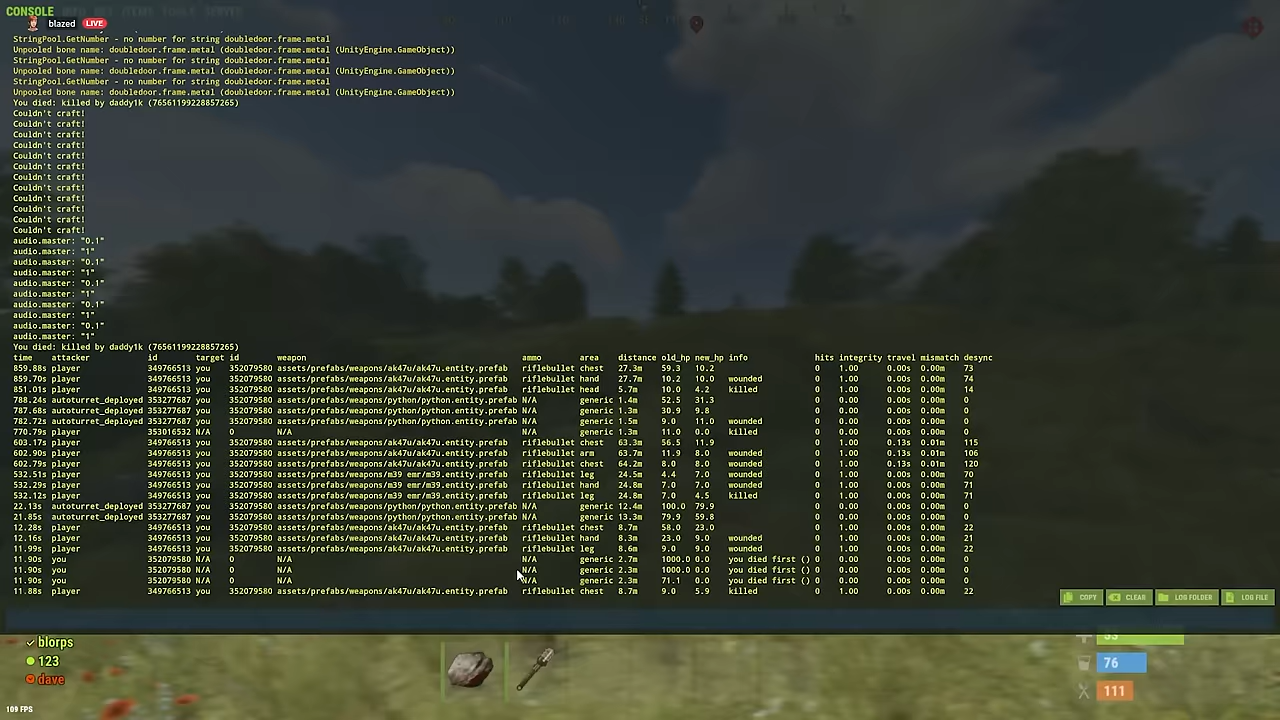 CONSOLE INFO NET ITEMS TOOLS SERVER
blazed LIVE
StringPool.GetNumber - no number for string doubledoor.frame.metal
Unpooled bone name: doubledoor.frame.metal (UnityEngine.GameObject))
StringPool.GetNumber - no number for string doubledoor.frame.metal
Unpooled bone name: doubledoor.frame.metal (UnityEngine.GameObject))
StringPool.GetNumber - no number for string doubledoor.frame.metal
Unpooled bone name: doubledoor.frame.metal (UnityEngine.GameObject))
You died: killed by daddy1k (76561199228857265)
Couldn't craft!
Couldn't craft!
Couldn't craft!
Couldn't craft!
Couldn't craft!
Couldn't craft!
Couldn't craft!
Couldn't craft!
Couldn't craft!
Couldn't craft!
Couldn't craft!
Couldn't craft!
audio.master: "0.1"
audio.master: "1"
audio.master: "0.1"
audio.master: "1"
audio.master: "0.1"
audio.master: "1"
audio.master: "0.1"
audio.master: "1"
audio.master: "0.1"
audio.master: "1"
You died: killed by daddy1k (76561199228857265)
time attacker id target id weapon ammo area distance old_hp new_hp info hits integrity travel mismatch desync
859.88s player 349766513 you 352079580 assets/prefabs/weapons/ak47u/ak47u.entity.prefab riflebullet chest 27.3m 59.3 10.2 0 1.00 0.00s 0.00m 73
859.70s player 349766513 you 352079580 assets/prefabs/weapons/ak47u/ak47u.entity.prefab riflebullet hand 27.7m 10.2 10.0 wounded 0 1.00 0.00s 0.00m 74
851.01s player 349766513 you 352079580 assets/prefabs/weapons/ak47u/ak47u.entity.prefab riflebullet head 5.7m 10.0 4.2 killed 0 1.00 0.00s 0.00m 14
788.24s autoturret_deployed 353277687 you 352079580 assets/prefabs/weapons/python/python.entity.prefab N/A generic 1.4m 52.5 31.3 0 0.00 0.00s 0.00m 0
787.68s autoturret_deployed 353277687 you 352079580 assets/prefabs/weapons/python/python.entity.prefab N/A generic 1.3m 30.9 9.8 0 0.00 0.00s 0.00m 0
782.72s autoturret_deployed 353277687 you 352079580 assets/prefabs/weapons/python/python.entity.prefab N/A generic 1.5m 9.0 11.0 wounded 0 0.00 0.00s 0.00m 0
770.79s player 353016532 you 0 N/A N/A generic 1.3m 11.0 0.0 killed 0 0.00 0.00s 0.00m 0
603.17s player 349766513 you 352079580 assets/prefabs/weapons/ak47u/ak47u.entity.prefab riflebullet chest 63.3m 56.5 11.9 0 1.00 0.13s 0.01m 115
602.90s player 349766513 you 352079580 assets/prefabs/weapons/ak47u/ak47u.entity.prefab riflebullet arm 63.7m 11.9 8.0 wounded 0 1.00 0.13s 0.01m 106
602.79s player 349766513 you 352079580 assets/prefabs/weapons/ak47u/ak47u.entity.prefab riflebullet chest 64.2m 8.0 8.0 wounded 0 1.00 0.13s 0.01m 120
532.51s player 349766513 you 352079580 assets/prefabs/weapons/m39 emr/m39.entity.prefab riflebullet leg 24.5m 4.4 7.0 wounded 0 1.00 0.00s 0.00m 70
532.29s player 349766513 you 352079580 assets/prefabs/weapons/m39 emr/m39.entity.prefab riflebullet hand 24.8m 7.0 7.0 wounded 0 1.00 0.00s 0.00m 71
532.12s player 349766513 you 352079580 assets/prefabs/weapons/m39 emr/m39.entity.prefab riflebullet leg 24.8m 7.0 4.5 killed 0 1.00 0.00s 0.00m 71
22.13s autoturret_deployed 353277687 you 352079580 assets/prefabs/weapons/python/python.entity.prefab N/A generic 12.4m 100.0 79.9 0 0.00 0.00s 0.00m 0
21.85s autoturret_deployed 353277687 you 352079580 assets/prefabs/weapons/python/python.entity.prefab N/A generic 13.3m 79.9 59.8 0 0.00 0.00s 0.00m 0
12.28s player 349766513 you 352079580 assets/prefabs/weapons/ak47u/ak47u.entity.prefab riflebullet chest 8.7m 58.0 23.0 0 1.00 0.00s 0.00m 22
12.16s player 349766513 you 352079580 assets/prefabs/weapons/ak47u/ak47u.entity.prefab riflebullet hand 8.3m 23.0 9.0 wounded 0 1.00 0.00s 0.00m 21
11.99s player 349766513 you 352079580 assets/prefabs/weapons/ak47u/ak47u.entity.prefab riflebullet leg 8.6m 9.0 9.0 wounded 0 1.00 0.00s 0.00m 22
11.90s you 352079580 N/A 0 N/A N/A generic 2.7m 1000.0 0.0 you died first () 0 1.00 0.00s 0.00m 0
11.90s you 352079580 N/A 0 N/A N/A generic 2.3m 1000.0 0.0 you died first () 0 1.00 0.00s 0.00m 0
11.90s you 352079580 N/A 0 N/A N/A generic 2.3m 71.1 0.0 you died first () 0 1.00 0.00s 0.00m 0
11.88s player 349766513 you 352079580 assets/prefabs/weapons/ak47u/ak47u.entity.prefab riflebullet chest 8.7m 9.0 5.9 killed 0 1.00 0.00s 0.00m 22
COPY CLEAR LOG FOLDER LOG FILE
blorps
123
dave
76
111
109 FPS